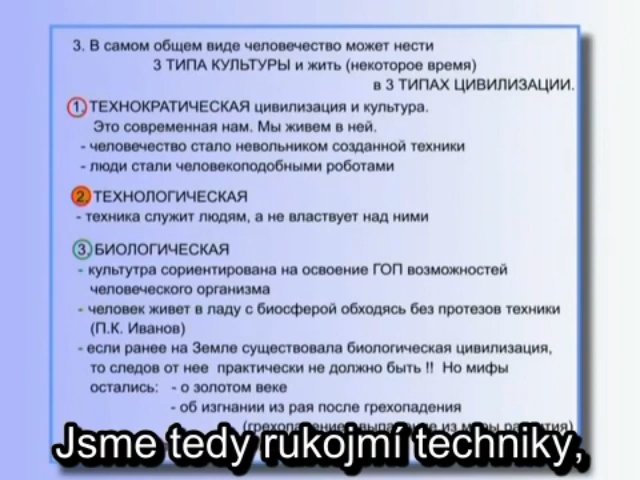 3. В самом общем виде человечество может нести
3 ТИПА КУЛЬТУРЫ и жить (некоторое время)
в 3 ТИПАХ ЦИВИЛИЗАЦИИ.
1. ТЕХНОКРАТИЧЕСКАЯ цивилизация и культура.
Это современная нам. Мы живем в ней.
- человечество стало невольником созданной техники
- люди стали человекоподобными роботами
2. ТЕХНОЛОГИЧЕСКАЯ
- техника служит людям, а не властвует над ними
3. БИОЛОГИЧЕСКАЯ
- культутра сориентирована на освоение ГОП возможностей
человеческого организма
- человек живет в ладу с биосферой обходясь без протезов техники
(П.К. Иванов)
- если ранее на Земле существовала биологическая цивилизация,
то следов от нее практически не должно быть !! Но мифы
остались: - о золотом веке
- об изгнании из рая после грехопадения
из
Jsme tedy rukojmí techniky,